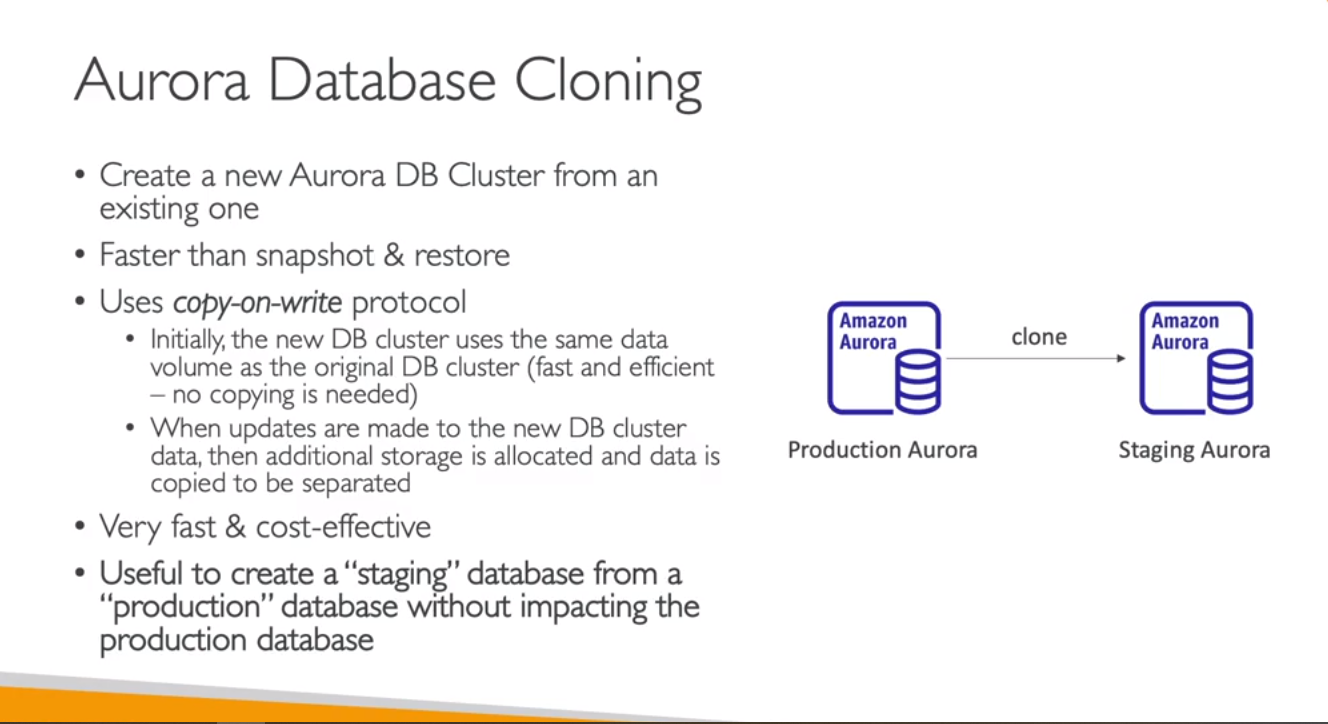 Aurora Database Cloning
• Create a new Aurora DB Cluster from an
existing one
• Faster than snapshot & restore
• Uses copy-on-write protocol
• Initially, the new DB cluster uses the same data
volume as the original DB cluster (fast and efficient
– no copying is needed)
• When updates are made to the new DB cluster
data, then additional storage is allocated and data is
copied to be separated
• Very fast & cost-effective
• Useful to create a “staging” database from a
“production” database without impacting the
production database
Amazon
Aurora
Production Aurora
clone
Amazon
Aurora
Staging Aurora